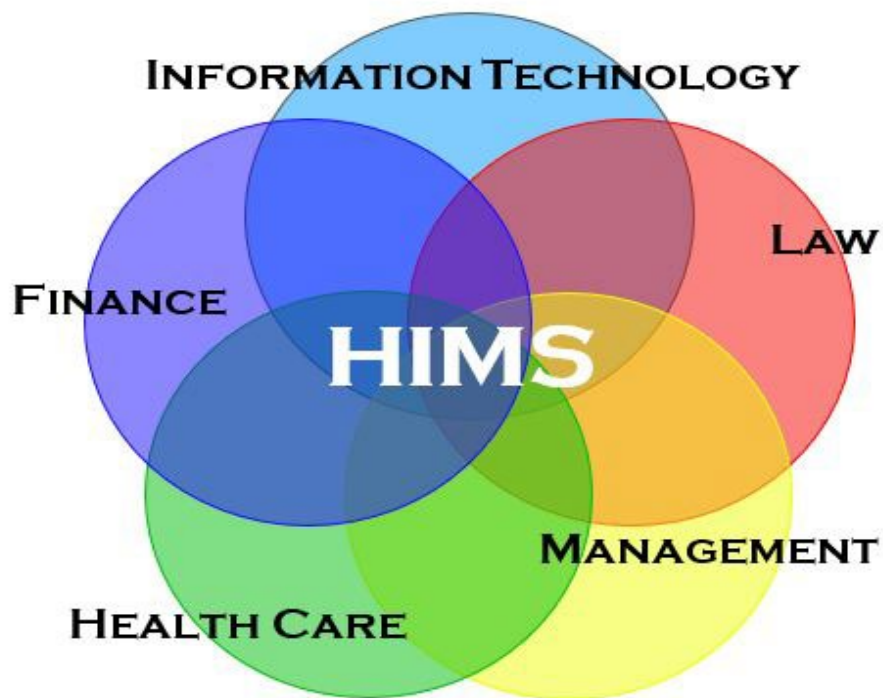 INFORMATION TECHNOLOGY
LAW
FINANCE
HIMS
MANAGEMENT
HEALTH CARE